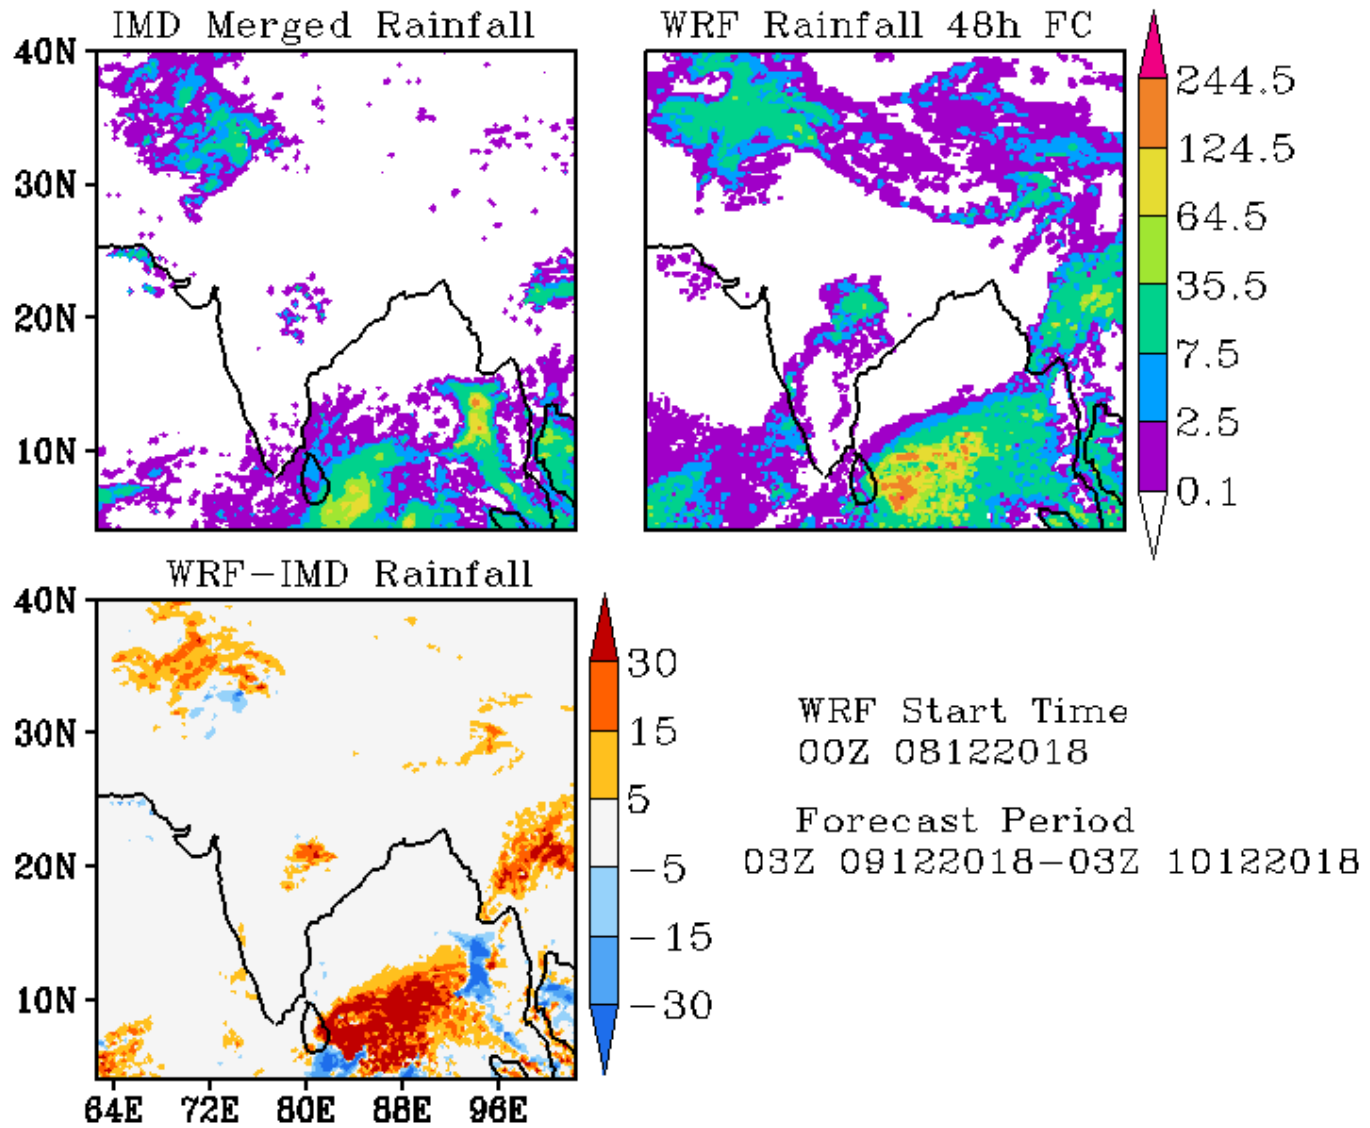 IMD Merged Rainfall
WRF Rainfall 48h FC
40N
30N
20N
10N
244.5
124.5
64.5
35.5
7.5
2.5
0.1
WRF-IMD Rainfall
40N
30N
20N
10N
64E 72E 80E 88E 96E
30
15
5
-5
-15
-30
WRF Start Time
00Z 08122018
Forecast Period
03Z 09122018-03Z 10122018